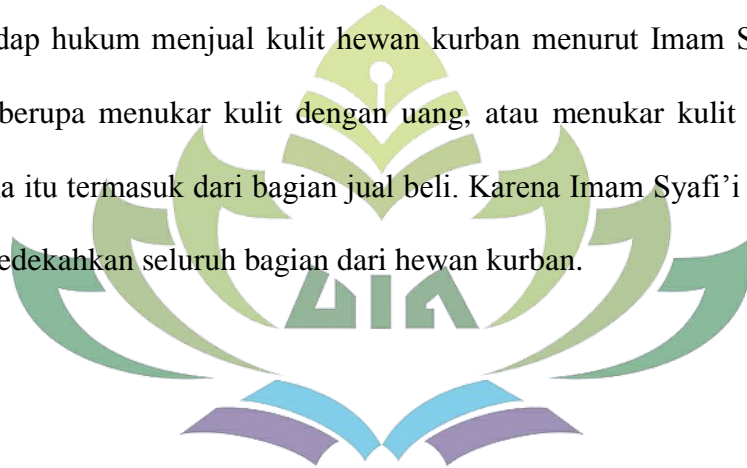 dap hukum menjual kulit hewan kurban menurut Imam S
berupa menukar kulit dengan uang, atau menukar kulit
a itu termasuk dari bagian jual beli. Karena Imam Syafi’i
edekahkan seluruh bagian dari hewan kurban.